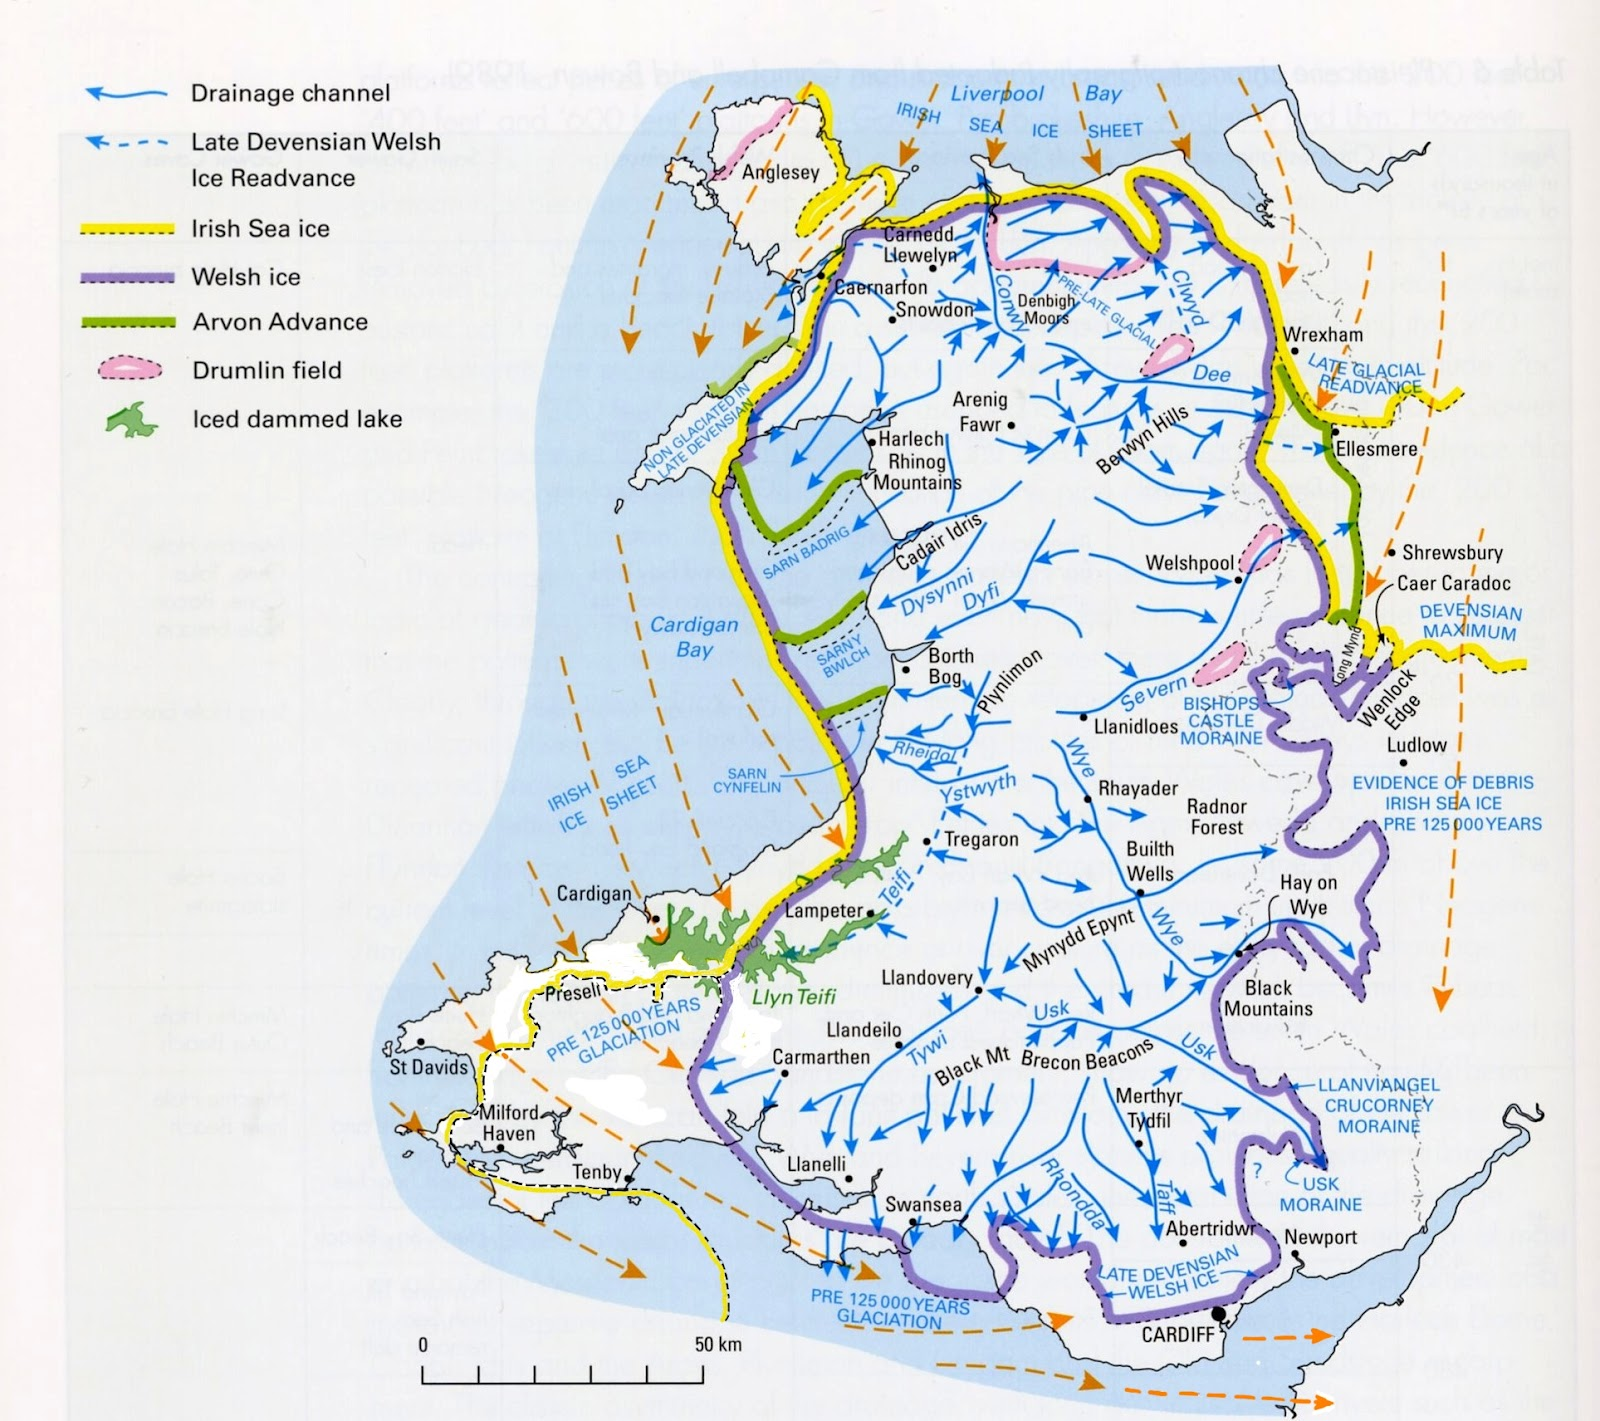 Drainage channel
Late Devensian Welsh
Ice Readvance
Irish Sea ice
Welsh ice
Arvon Advance
Drumlin field
Iced dammed lake
Liverpool Bay
IRISH SEA ICE SHEET
Anglesey
Carnedd
Llewelyn
Caernarfon
Snowdon
Conwy
Denbigh
Moors
PRE-LATE GLACIAL
Clwyd
Wrexham
LATE GLACIAL
READVANCE
Dee
NON GLACIATED IN
LATE DEVENSIAN
Arenig
Fawr
Berwyn Hills
Ellesmere
Harlech
Rhinog
Mountains
SARN BADRIG
Cadair Idris
Welshpool
Shrewsbury
Caer Caradoc
DEVENSIAN
MAXIMUM
Dysynni
Dyfi
Cardigan
Bay
SARNY
BWLCH
Borth
Bog
Plynlimon
Severn
Long Mynd
Wenlock
Edge
BISHOPS
CASTLE
MORAINE
Llanidloes
Ludlow
Rheidol
Wye
IRISH SEA
ICE SHEET
SARN
CYNFELIN
Ystwyth
Rhayader
Radnor
Forest
EVIDENCE OF DEBRIS
IRISH SEA ICE
PRE 125 000 YEARS
Tregaron
Builth
Wells
Cardigan
Lampeter
Teifi
Hay on
Wye
Mynydd Epynt
Wye
Llandovery
Preseli
Llyn Teifi
Black
Mountains
PRE 125 000 YEARS
GLACIATION
Llandeilo
Usk
Usk
St Davids
Carmarthen
Tywi
Black Mt
Brecon Beacons
LLANVIANGEL
CRUCORNEY
MORAINE
Merthyr
Tydfil
Milford
Haven
Tenby
Llanelli
Rhondda
Taff
?
USK
MORAINE
Swansea
Abertridwr
Newport
LATE DEVENSIAN
WELSH ICE
PRE 125 000 YEARS
GLACIATION
CARDIFF
0 50 km